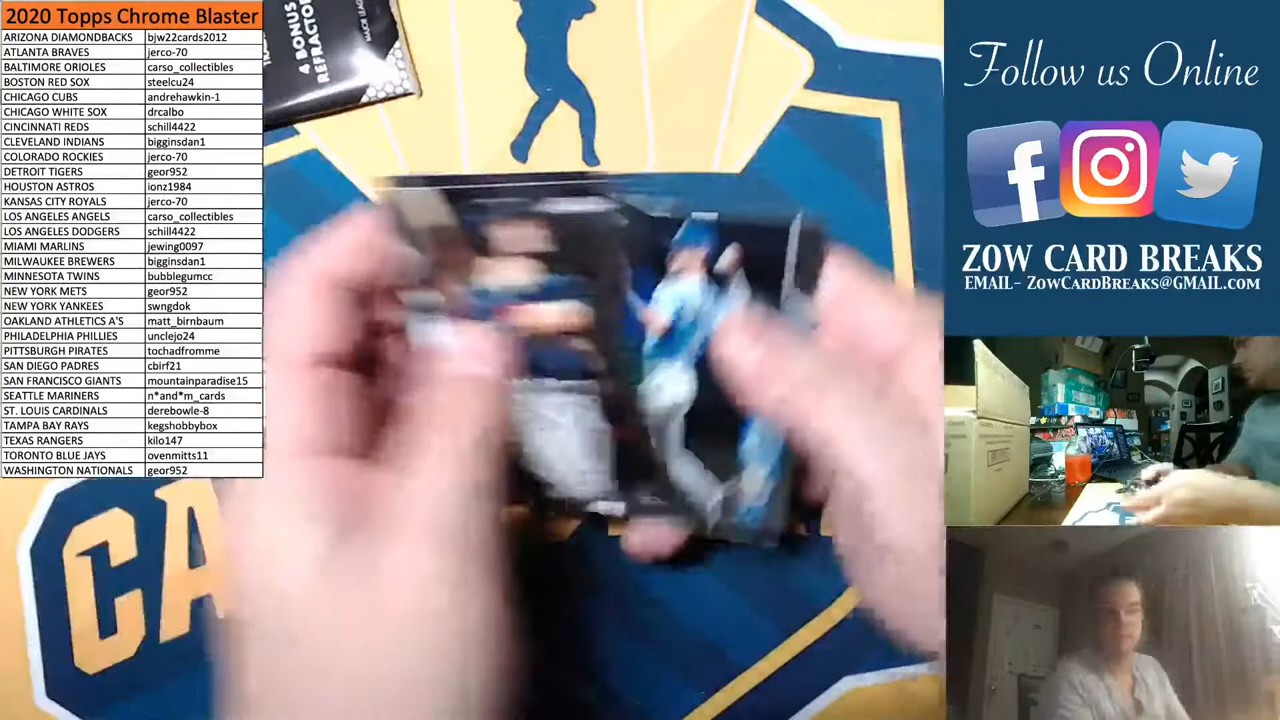 2020 Topps Chrome Blaster
ARIZONA DIAMONDBACKS bjw22cards2012
ATLANTA BRAVES jerco-70
BALTIMORE ORIOLES carso_collectibles
BOSTON RED SOX steelcu24
CHICAGO CUBS andrehawkin-1
CHICAGO WHITE SOX drcalbo
CINCINNATI REDS schill4422
CLEVELAND INDIANS bigginsdan1
COLORADO ROCKIES jerco-70
DETROIT TIGERS geor952
HOUSTON ASTROS ionz1984
KANSAS CITY ROYALS jerco-70
LOS ANGELES ANGELS carso_collectibles
LOS ANGELES DODGERS schill4422
MIAMI MARLINS jewing0097
MILWAUKEE BREWERS bigginsdan1
MINNESOTA TWINS bubblegumcc
NEW YORK METS geor952
NEW YORK YANKEES swngdok
OAKLAND ATHLETICS A'S matt_birnbaum
PHILADELPHIA PHILLIES unclejo24
PITTSBURGH PIRATES tochadfromme
SAN DIEGO PADRES cbirf21
SAN FRANCISCO GIANTS mountainparadise15
SEATTLE MARINERS n*and*m_cards
ST. LOUIS CARDINALS derebowle-8
TAMPA BAY RAYS kegshobbybox
TEXAS RANGERS kilo147
TORONTO BLUE JAYS ovenmitts11
WASHINGTON NATIONALS geor952
4 BONUS
REFRACTOR
MAJOR LEAG
CA
Follow us Online
f
ZOW CARD BREAKS
EMAIL- ZowCardBreaks@GMAIL.com